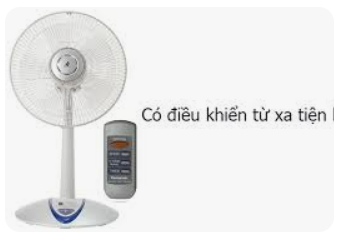 Có điều khiển từ xa tiện